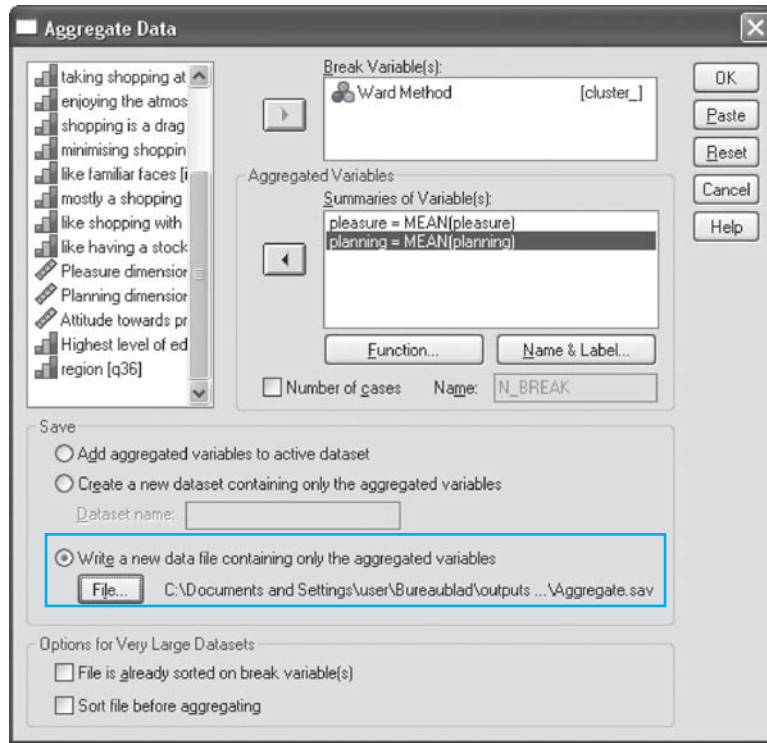 Aggregate Data
taking shopping at
enjoying the atmos
shopping is a drag
minimising shoppin
like familiar faces [i
mostly a shopping
like shopping with
like having a stock
Pleasure dimension
Planning dimension
Attitude towards pr
Highest level of ed
region [q36]
Break Variable(s):
Ward Method [cluster_]
Aggregated Variables
Summaries of Variable(s):
pleasure = MEAN(pleasure)
planning = MEAN(planning)
Function... Name & Label...
Number of cases Name: N_BREAK
OK
Paste
Reset
Cancel
Help
Save
Add aggregated variables to active dataset
Create a new dataset containing only the aggregated variables
Dataset name:
Write a new data file containing only the aggregated variables
File... C:\Documents and Settings\user\Bureaublad\outputs ...\Aggregate.sav
Options for Very Large Datasets
File is already sorted on break variable(s)
Sort file before aggregating